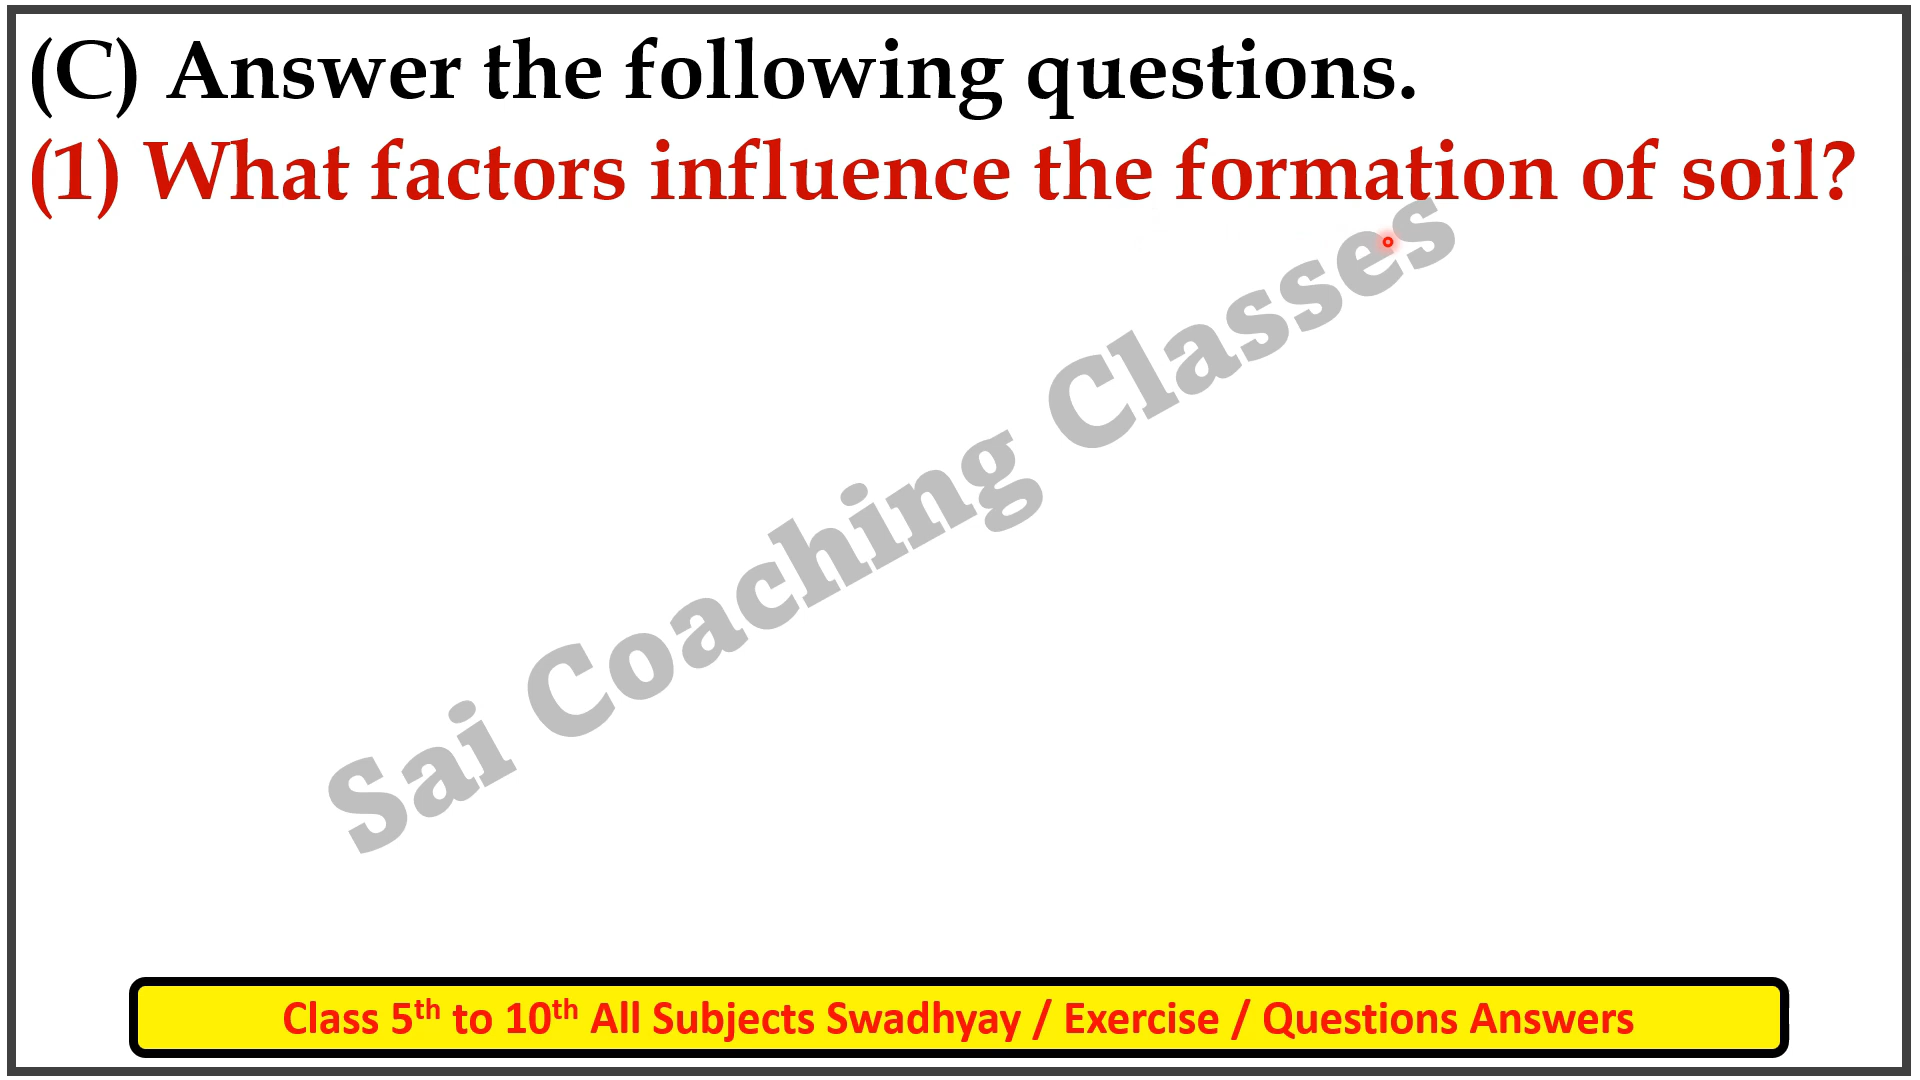 (C) Answer the following questions.
(1) What factors influence the formation of soil?
Sai Coaching Classes
Class 5th to 10th All Subjects Swadhyay / Exercise / Questions Answers